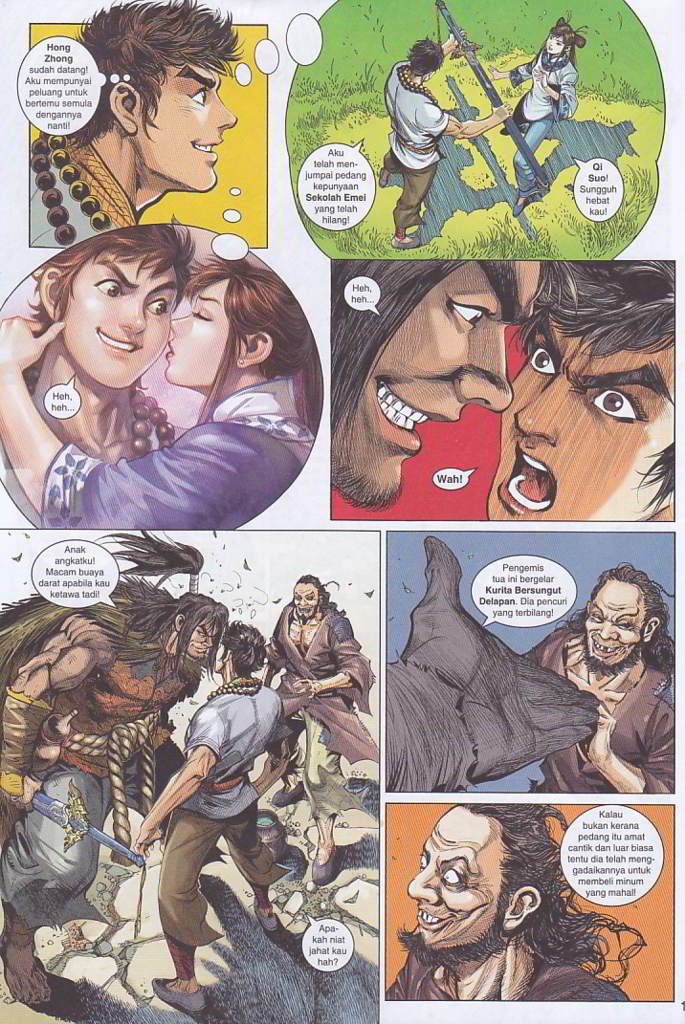 Hong
Zhong
sudah datang!
Aku mempunyai
peluang untuk
bertemu semula
dengannya
nanti!
Aku
telah men-
jumpai pedang
kepunyaan
Sekolah Emei
yang telah
hilang!
Qi
Suo!
Sungguh
hebat
kau!
Heh,
heh...
Heh,
heh...
Wah!
Anak
angkatku!
Macam buaya
darat apabila kau
ketawa tadi!
Apa-
kah niat
jahat kau
hah?
Pengemis
tua ini bergelar
Kurita Bersungut
Delapan. Dia pencuri
yang terbilang!
Kalau
bukan kerana
pedang itu amat
cantik dan luar biasa
tentu dia telah meng-
gadaikannya untuk
membeli minum
yang mahal!